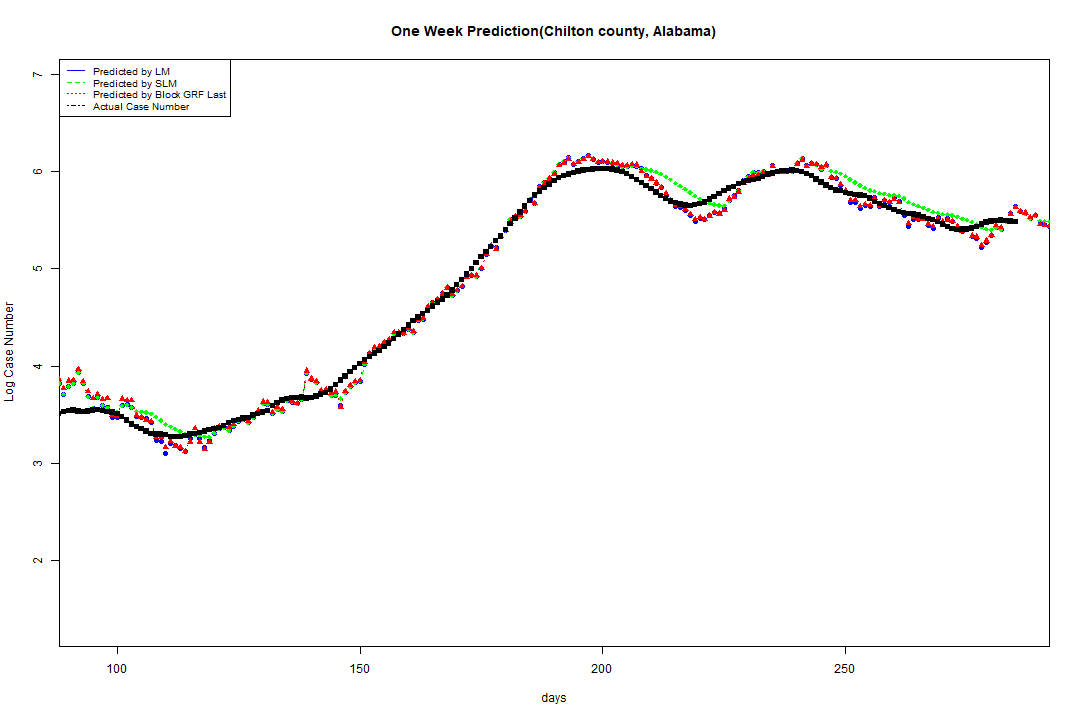 One Week Prediction(Chilton county, Alabama)
Predicted by LM
Predicted by SLM
Predicted by Block GRF Last
Actual Case Number
7
6
5
4
3
2
Log Case Number
100 150 200 250
days